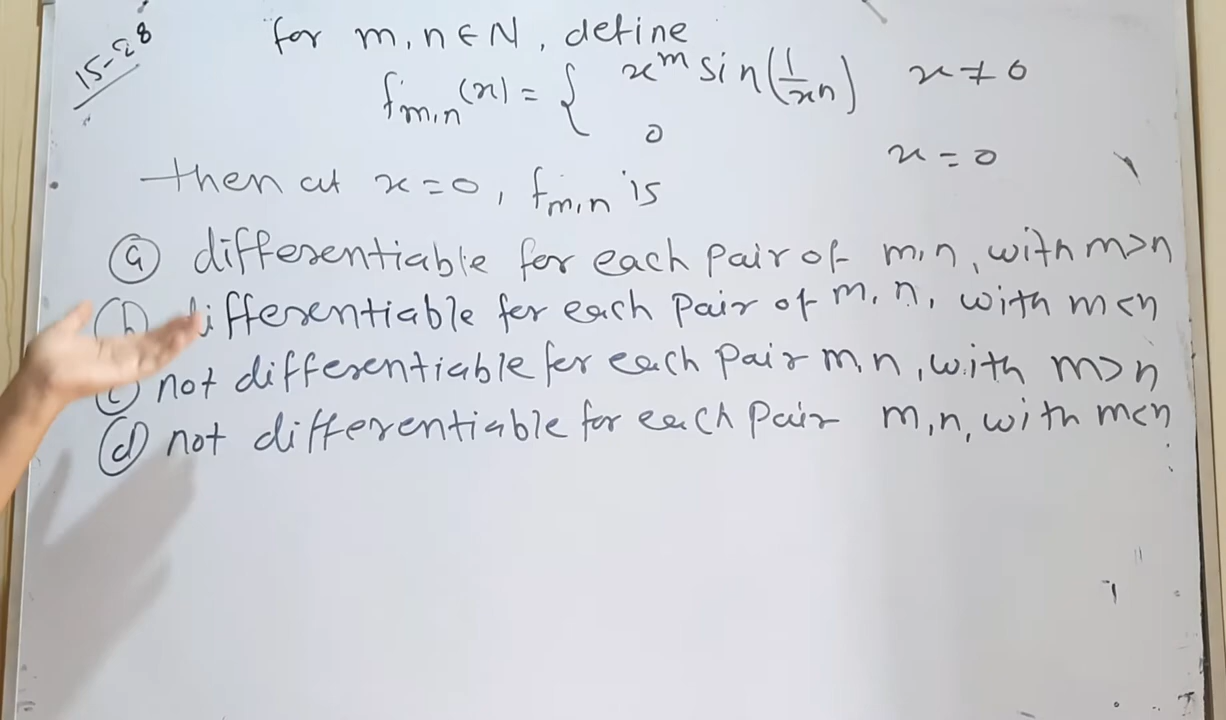 15-28
for m,n∈N, define
f_{m,n}(x) = { x^m sin(1/x^n) x≠0
0 x=0
then at x=0, f_{m,n} is
(a) differentiable for each pair of m,n, with m>n
(b) differentiable for each pair of m,n, with m<n
(c) not differentiable for each pair m,n, with m>n
(d) not differentiable for each pair m,n, with m<n